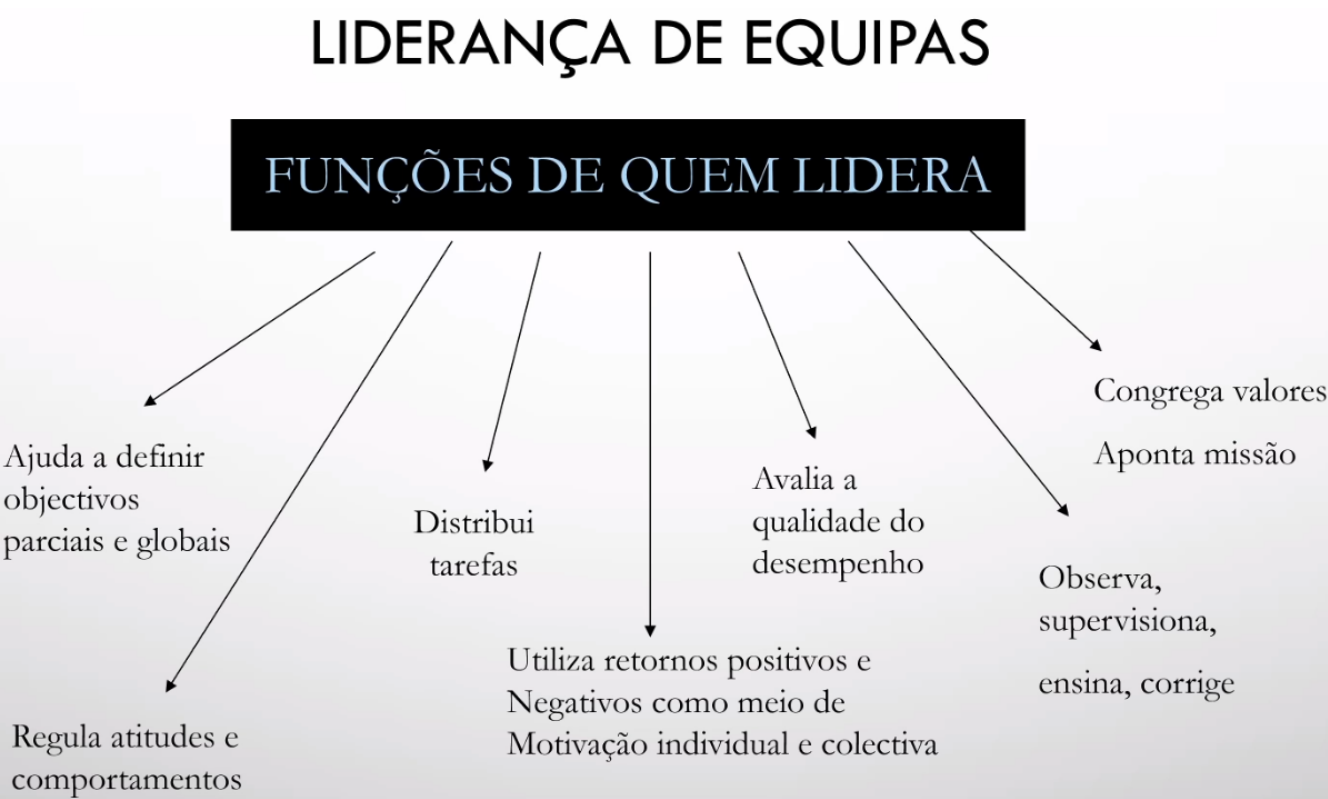 LIDERANÇA DE EQUIPAS
FUNÇÕES DE QUEM LIDERA
Ajuda a definir
objectivos
parciais e globais
Regula atitudes e
comportamentos
Distribui
tarefas
Utiliza retornos positivos e
Negativos como meio de
Motivação individual e colectiva
Avalia a
qualidade do
desempenho
Observa,
supervisiona,
ensina, corrige
Congrega valores
Aponta missão